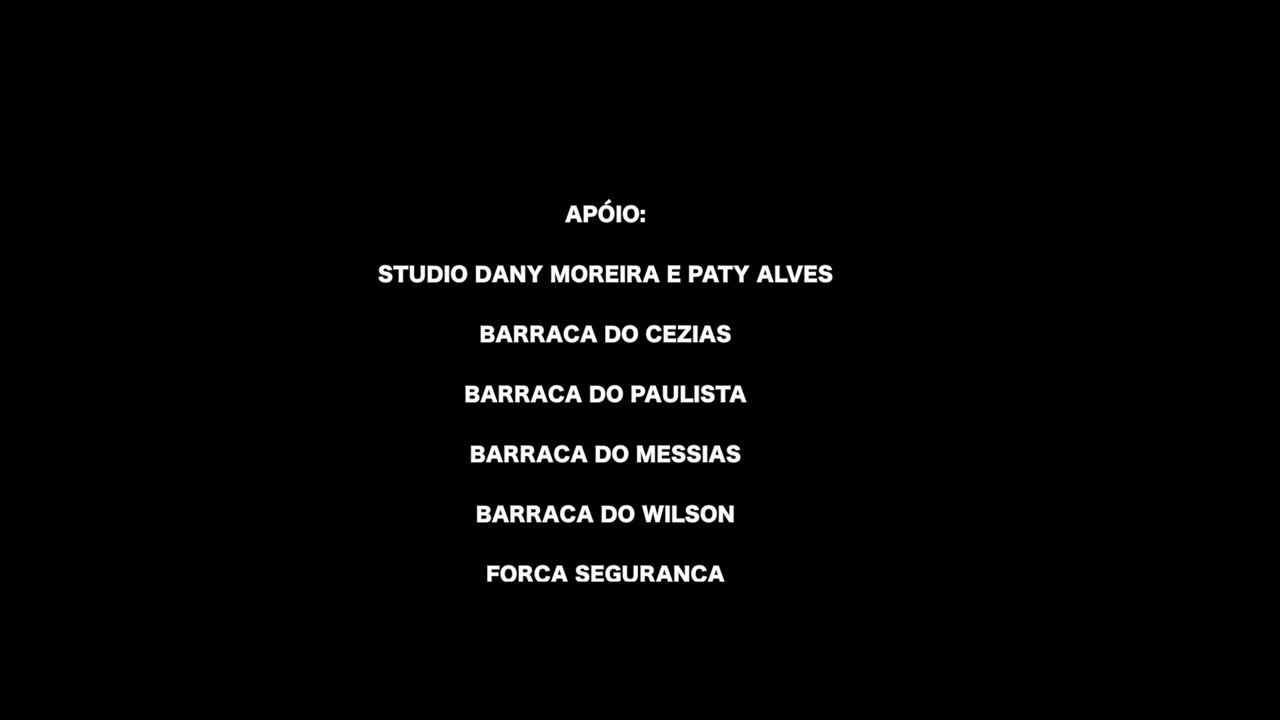 APÓIO:
STUDIO DANY MOREIRA E PATY ALVES
BARRACA DO CEZIAS
BARRACA DO PAULISTA
BARRACA DO MESSIAS
BARRACA DO WILSON
FORCA SEGURANCA